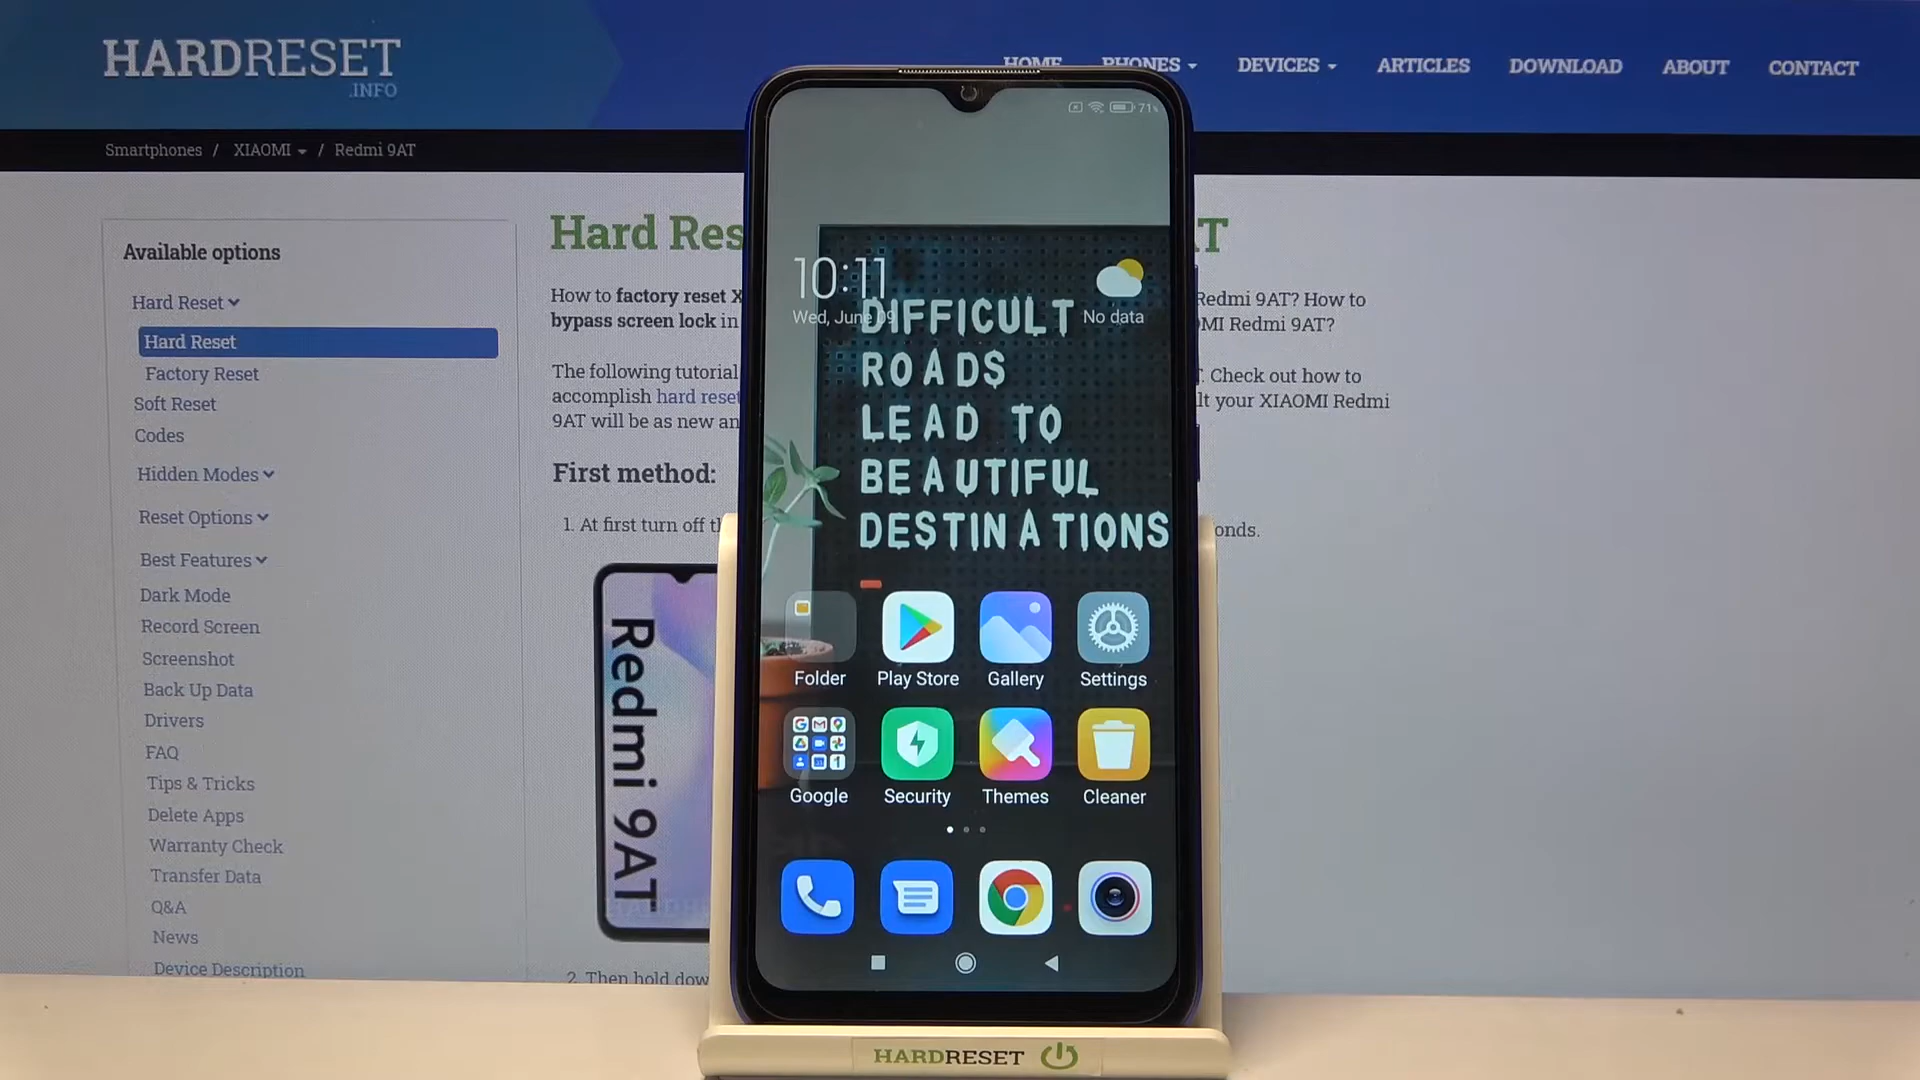 HARDRESET
.INFO
HOME
PHONES
DEVICES
ARTICLES
DOWNLOAD
ABOUT
CONTACT
Smartphones / XIAOMI / Redmi 9AT
Available options
Hard Reset
Hard Reset
Factory Reset
Soft Reset
Codes
Hidden Modes
Reset Options
Best Features
Dark Mode
Record Screen
Screenshot
Back Up Data
Drivers
FAQ
Tips & Tricks
Delete Apps
Warranty Check
Transfer Data
Q&A
News
Device Description
Hard Res
AT
How to factory reset X
Redmi 9AT? How to
bypass screen lock in
MI Redmi 9AT?
The following tutorial
Check out how to
accomplish hard reset
lt your XIAOMI Redmi
9AT will be as new an
First method:
1. At first turn off th
onds.
Redmi 9AT
2. Then hold dow
71%
10:11
Wed, June 09
No data
DIFFICULT
ROADS
LEAD TO
BEAUTIFUL
DESTINATIONS
Folder
Play Store
Gallery
Settings
Google
Security
Themes
Cleaner
HARDRESET